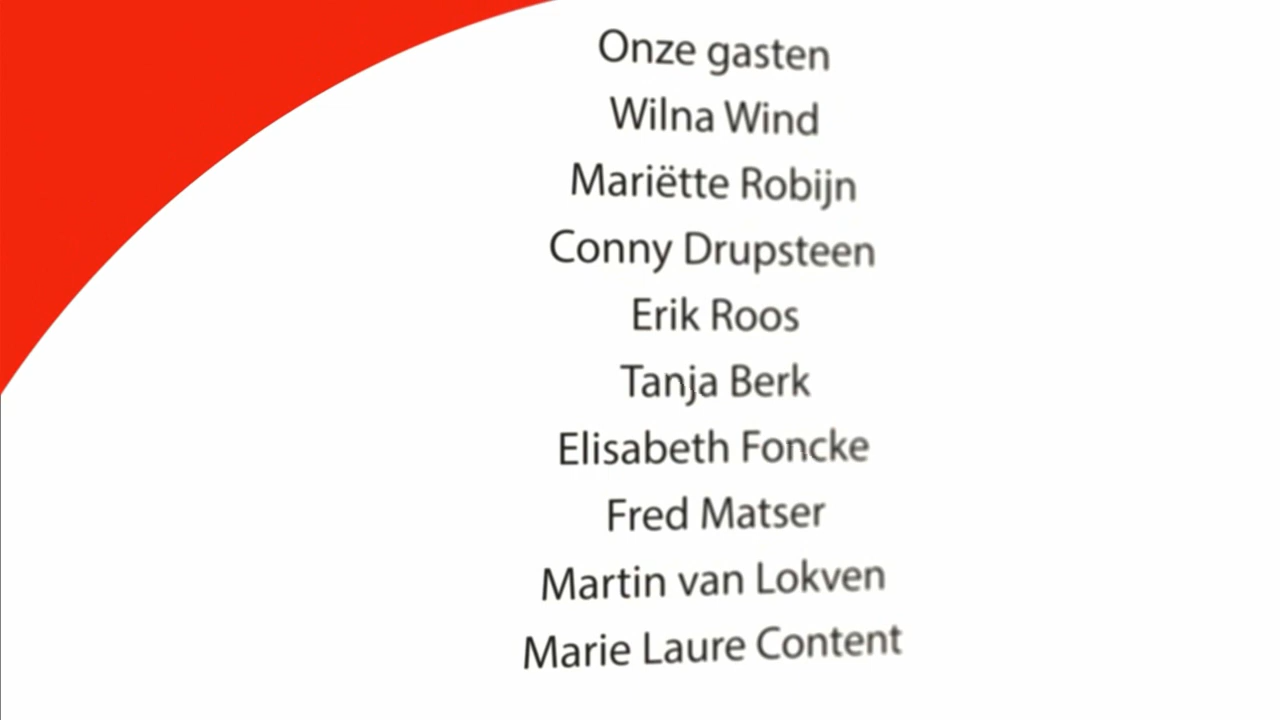 Onze gasten
Wilna Wind
Mariëtte Robijn
Conny Drupsteen
Erik Roos
Tanja Berk
Elisabeth Foncke
Fred Matser
Martin van Lokven
Marie Laure Content